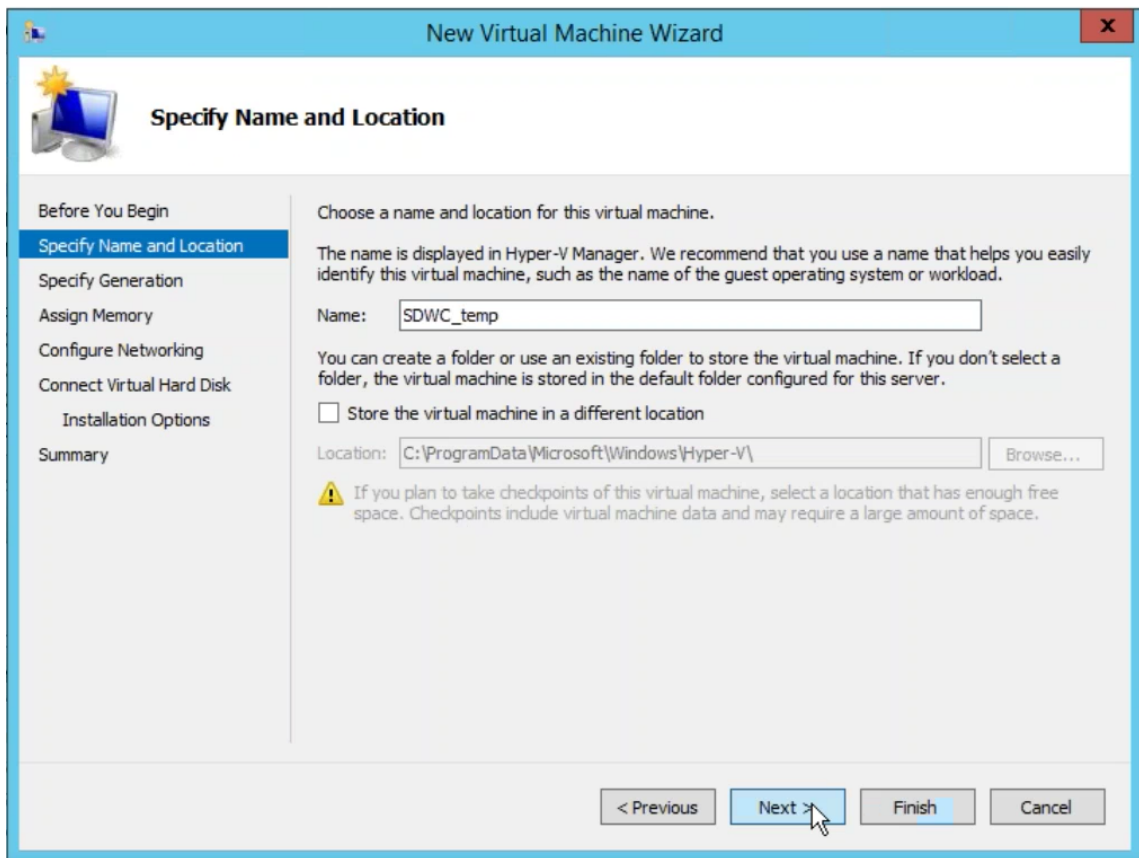 New Virtual Machine Wizard
x
Specify Name and Location
Before You Begin
Specify Name and Location
Specify Generation
Assign Memory
Configure Networking
Connect Virtual Hard Disk
Installation Options
Summary
Choose a name and location for this virtual machine.
The name is displayed in Hyper-V Manager. We recommend that you use a name that helps you easily
identify this virtual machine, such as the name of the guest operating system or workload.
Name: SDWC_temp
You can create a folder or use an existing folder to store the virtual machine. If you don't select a
folder, the virtual machine is stored in the default folder configured for this server.
Store the virtual machine in a different location
Location: C:\ProgramData\Microsoft\Windows\Hyper-V\ Browse...
If you plan to take checkpoints of this virtual machine, select a location that has enough free
space. Checkpoints include virtual machine data and may require a large amount of space.
< Previous Next > Finish Cancel